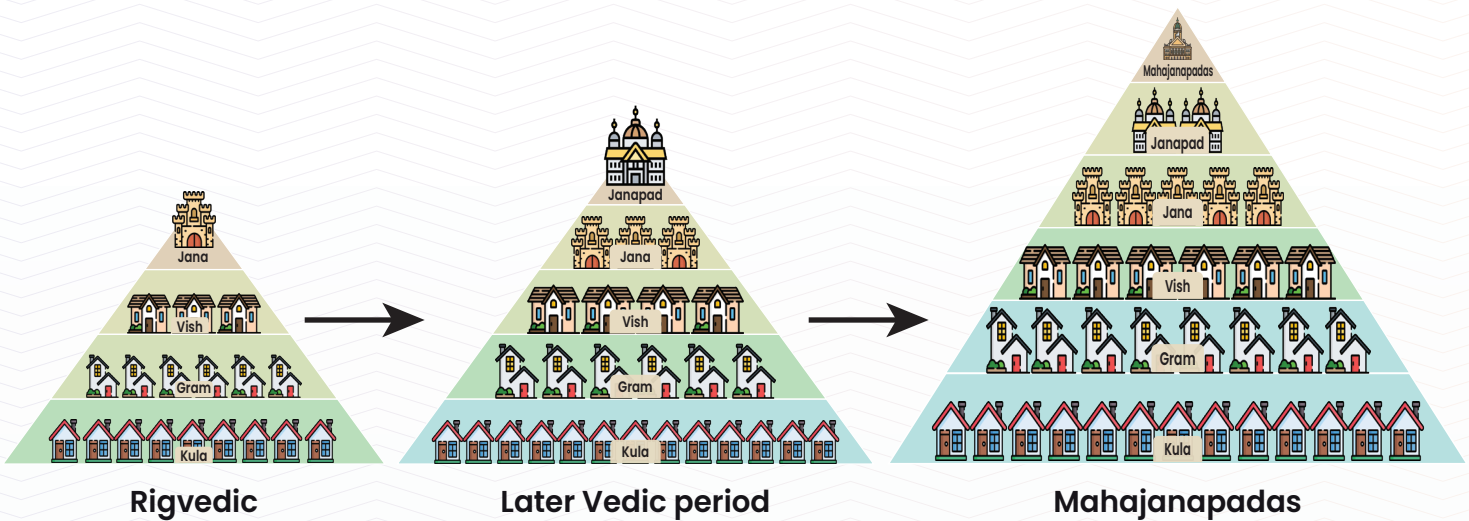 Jana
Vish
Gram
Kula
Rigvedic
Janapad
Jana
Vish
Gram
Kula
Later Vedic period
Mahajanapadas
Janapad
Jana
Vish
Gram
Kula
Mahajanapadas